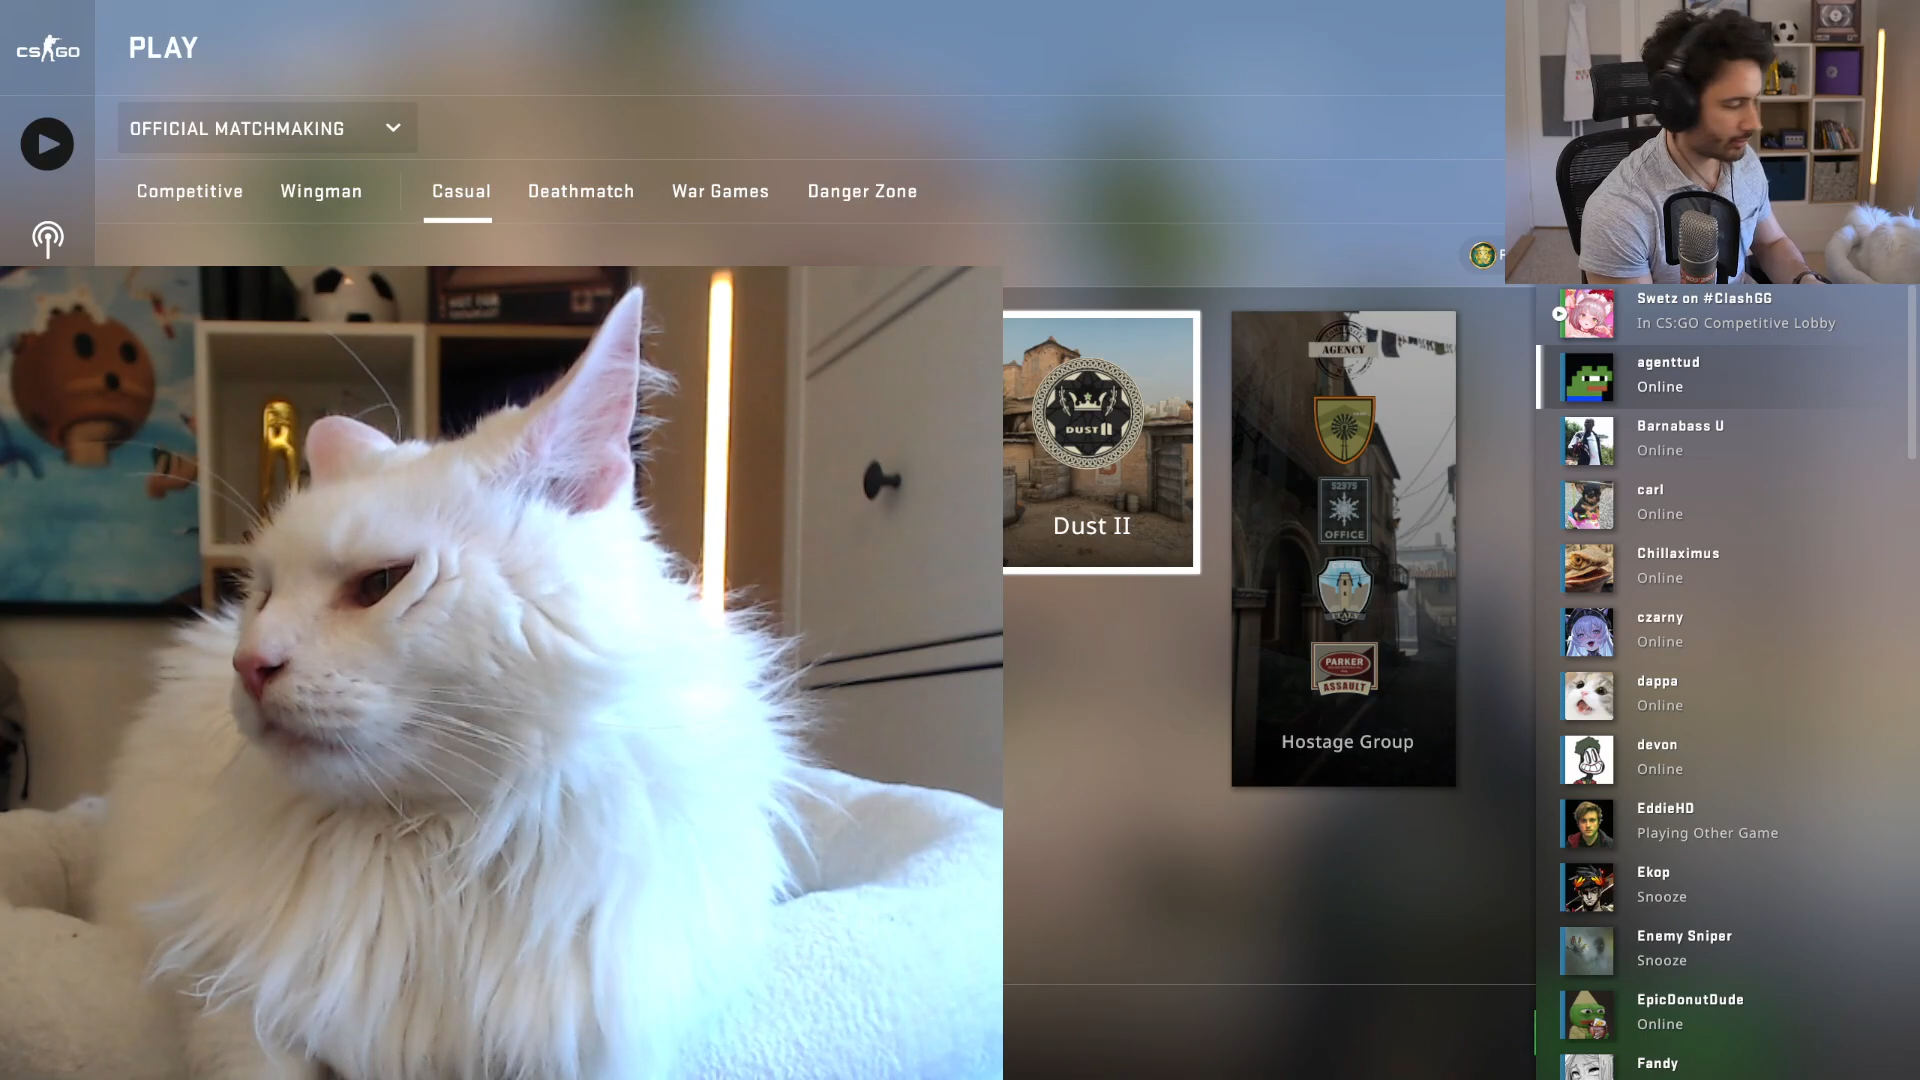 CS GO
PLAY
OFFICIAL MATCHMAKING
Competitive
Wingman
Casual
Deathmatch
War Games
Danger Zone
DUST II
Dust II
AGENCY
52375
OFFICE
ITALY
PARKER
ASSAULT
Hostage Group
Swetz on #ClashGG
In CS:GO Competitive Lobby
agenttud
Online
Barnabass U
Online
carl
Online
Chillaximus
Online
czarny
Online
dappa
Online
devon
Online
EddieHD
Playing Other Game
Ekop
Snooze
Enemy Sniper
Snooze
EpicDonutDude
Online
Fandy